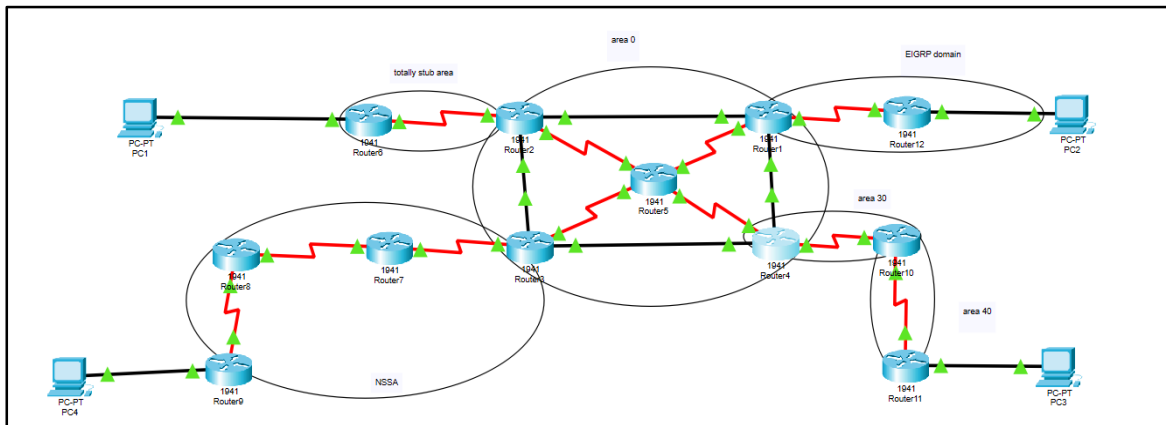 area 0
EIGRP domain
totally stub area
PC-PT
PC1
1941
Router6
1941
Router2
1941
Router1
1941
Router12
PC-PT
PC2
1941
Router5
area 30
1941
Router8
1941
Router7
1941
Router3
1941
Router4
1941
Router10
area 40
PC-PT
PC4
1941
Router9
NSSA
1941
Router11
PC-PT
PC3